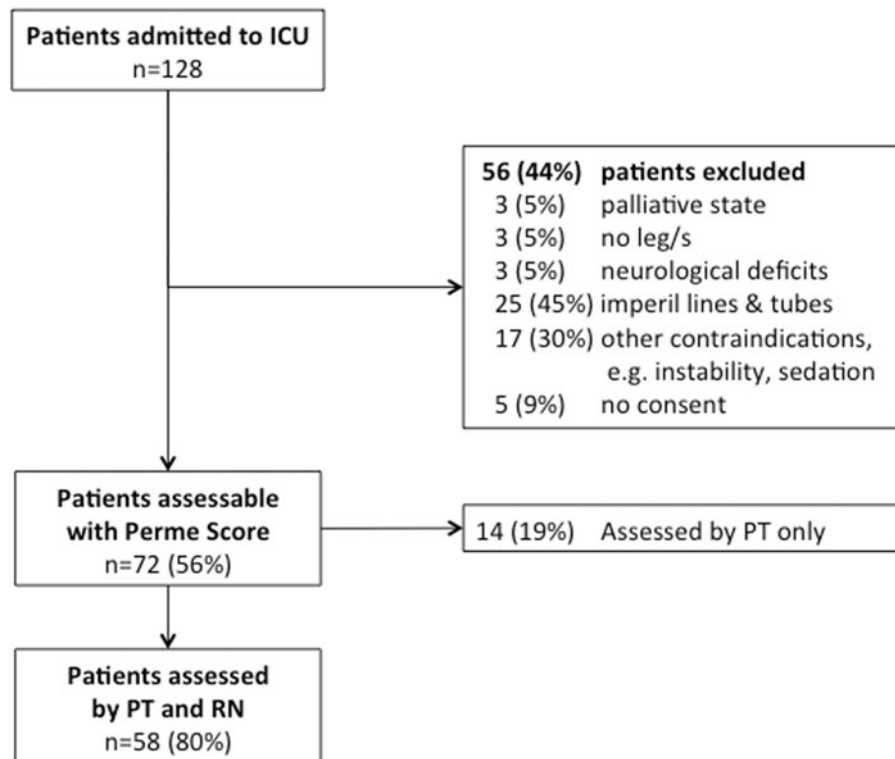 Patients admitted to ICU
n=128
56 (44%) patients excluded
3 (5%) palliative state
3 (5%) no leg/s
3 (5%) neurological deficits
25 (45%) imperil lines & tubes
17 (30%) other contraindications,
e.g. instability, sedation
5 (9%) no consent
Patients assessable
with Perme Score
n=72 (56%)
14 (19%) Assessed by PT only
Patients assessed
by PT and RN
n=58 (80%)